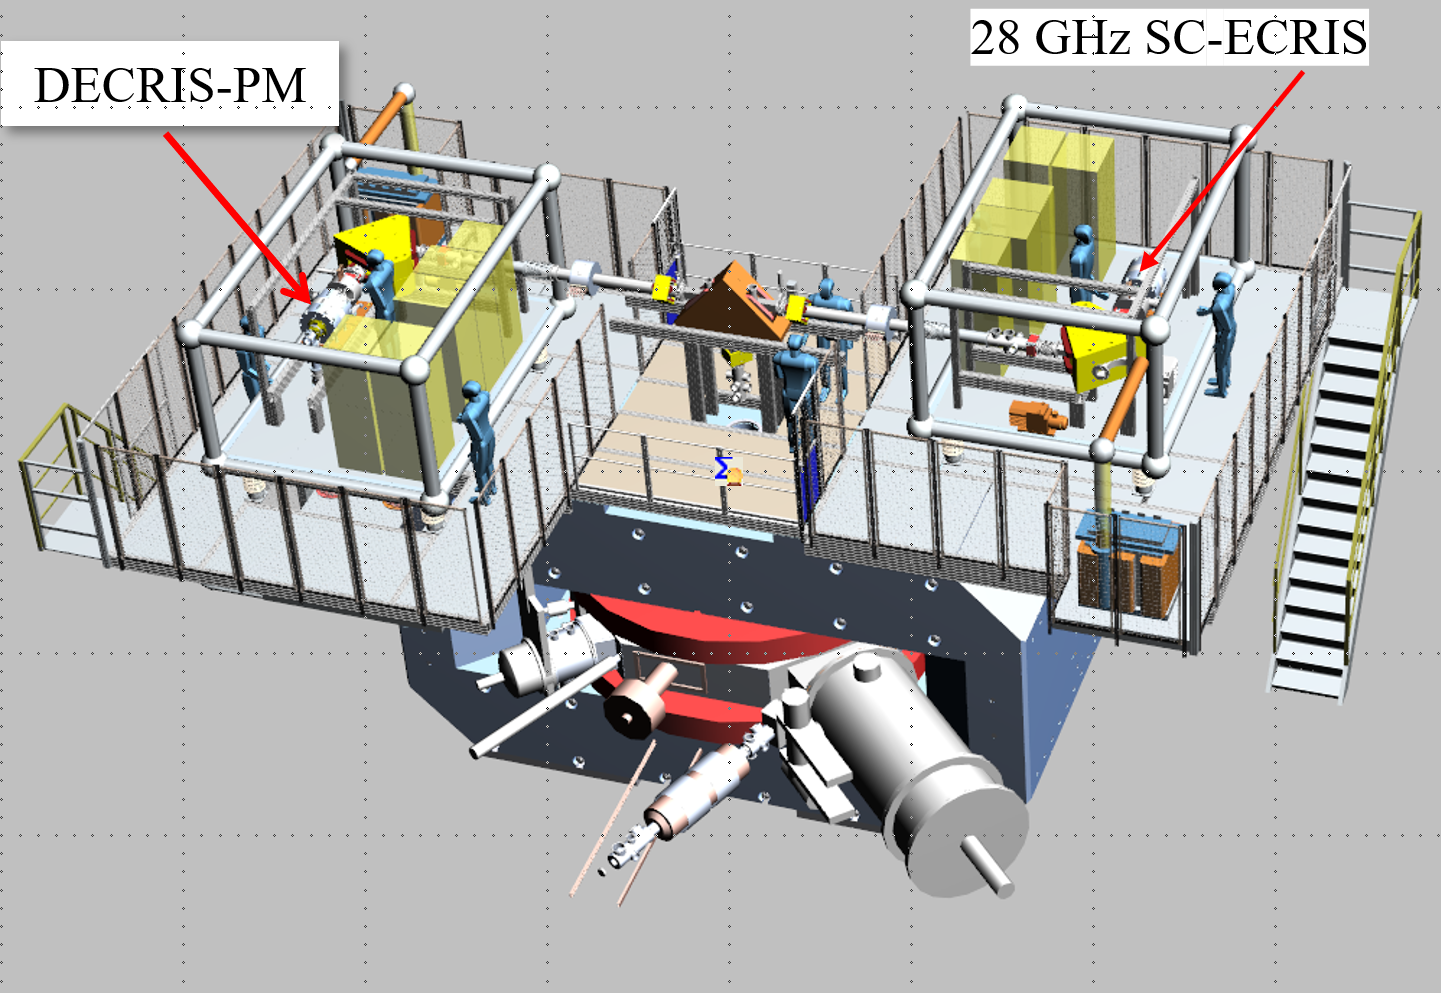 DECRIS-PM
28 GHz SC-ECRIS
Σ